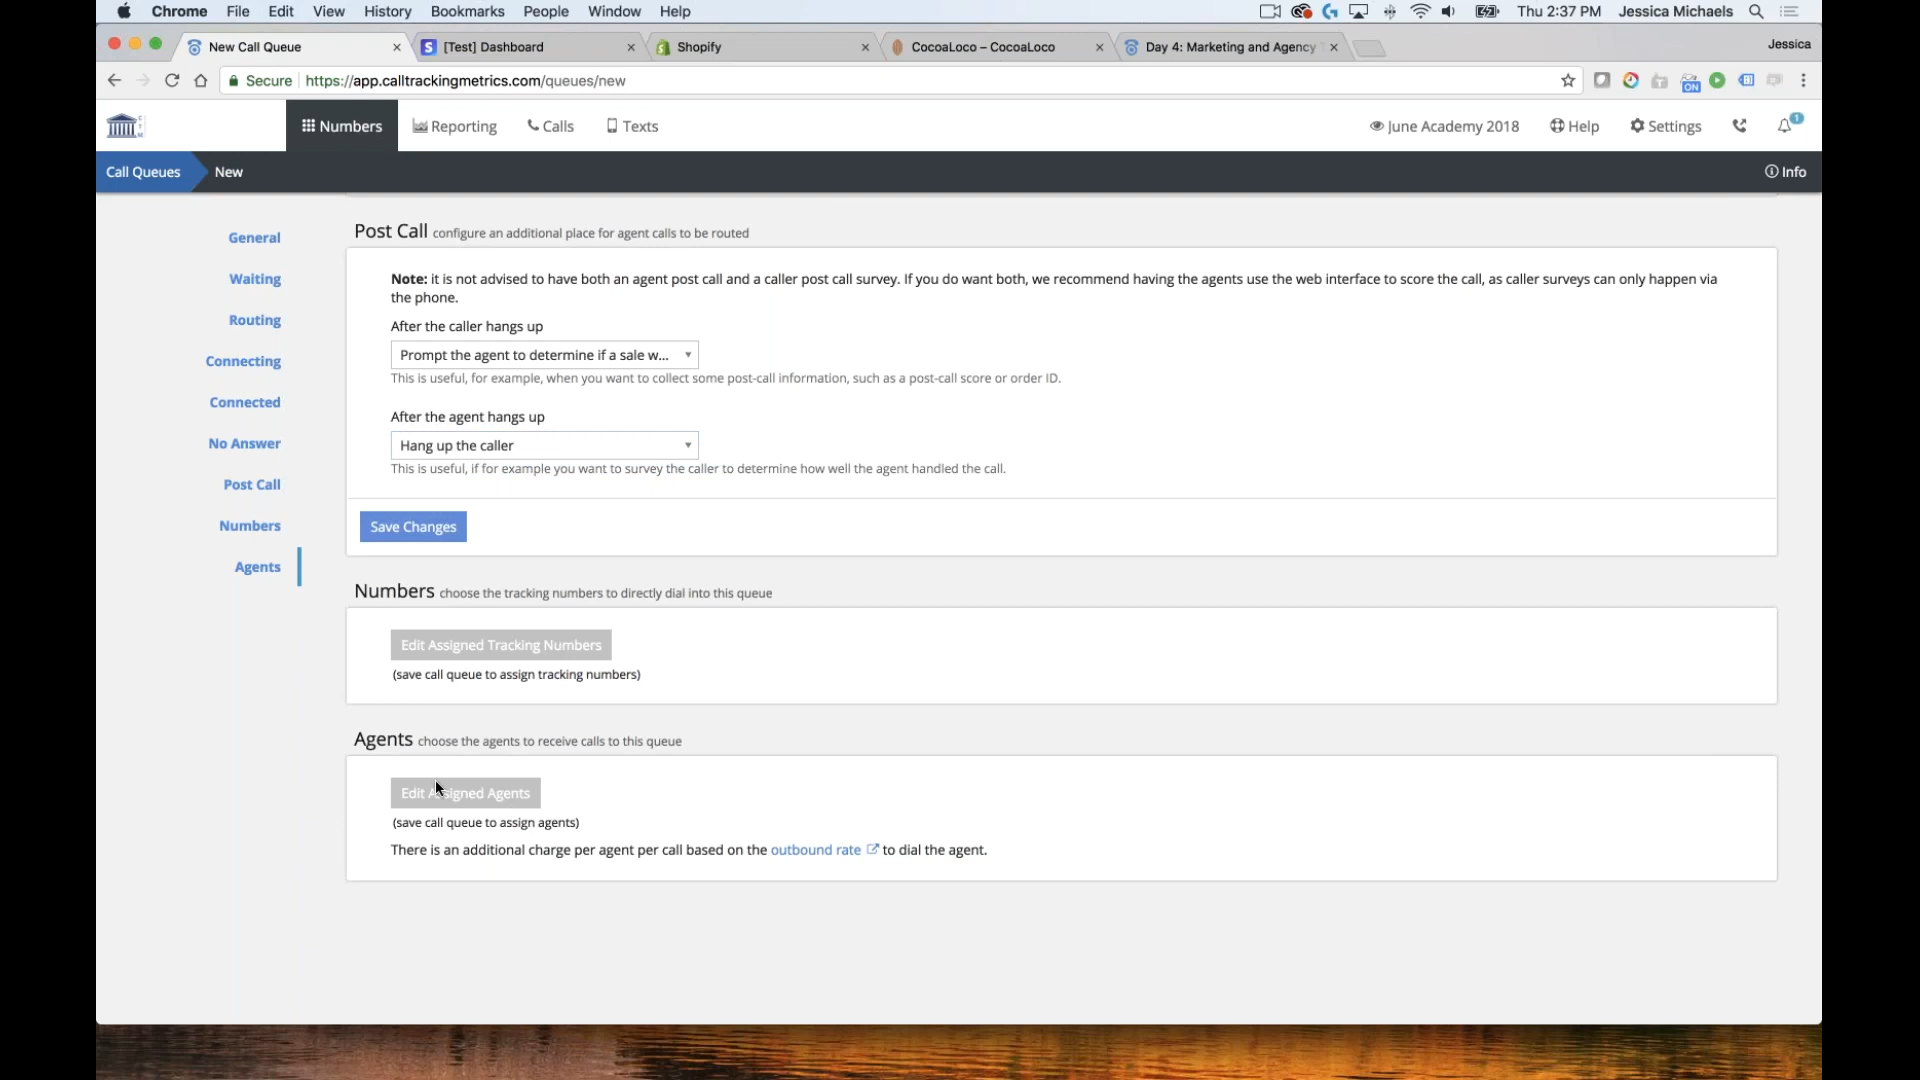 Chrome File Edit View History Bookmarks People Window Help
Thu 2:37 PM Jessica Michaels
New Call Queue
[Test] Dashboard
Shopify
CocoaLoco – CocoaLoco
Day 4: Marketing and Agency
Jessica
Secure https://app.calltrackingmetrics.com/queues/new
ON
Numbers Reporting Calls Texts
June Academy 2018 Help Settings 1
Call Queues New Info
General
Waiting
Routing
Connecting
Connected
No Answer
Post Call
Numbers
Agents
Post Call configure an additional place for agent calls to be routed
Note: it is not advised to have both an agent post call and a caller post call survey. If you do want both, we recommend having the agents use the web interface to score the call, as caller surveys can only happen via
the phone.
After the caller hangs up
Prompt the agent to determine if a sale w...
This is useful, for example, when you want to collect some post-call information, such as a post-call score or order ID.
After the agent hangs up
Hang up the caller
This is useful, if for example you want to survey the caller to determine how well the agent handled the call.
Save Changes
Numbers choose the tracking numbers to directly dial into this queue
Edit Assigned Tracking Numbers
(save call queue to assign tracking numbers)
Agents choose the agents to receive calls to this queue
Edit Assigned Agents
(save call queue to assign agents)
There is an additional charge per agent per call based on the outbound rate to dial the agent.